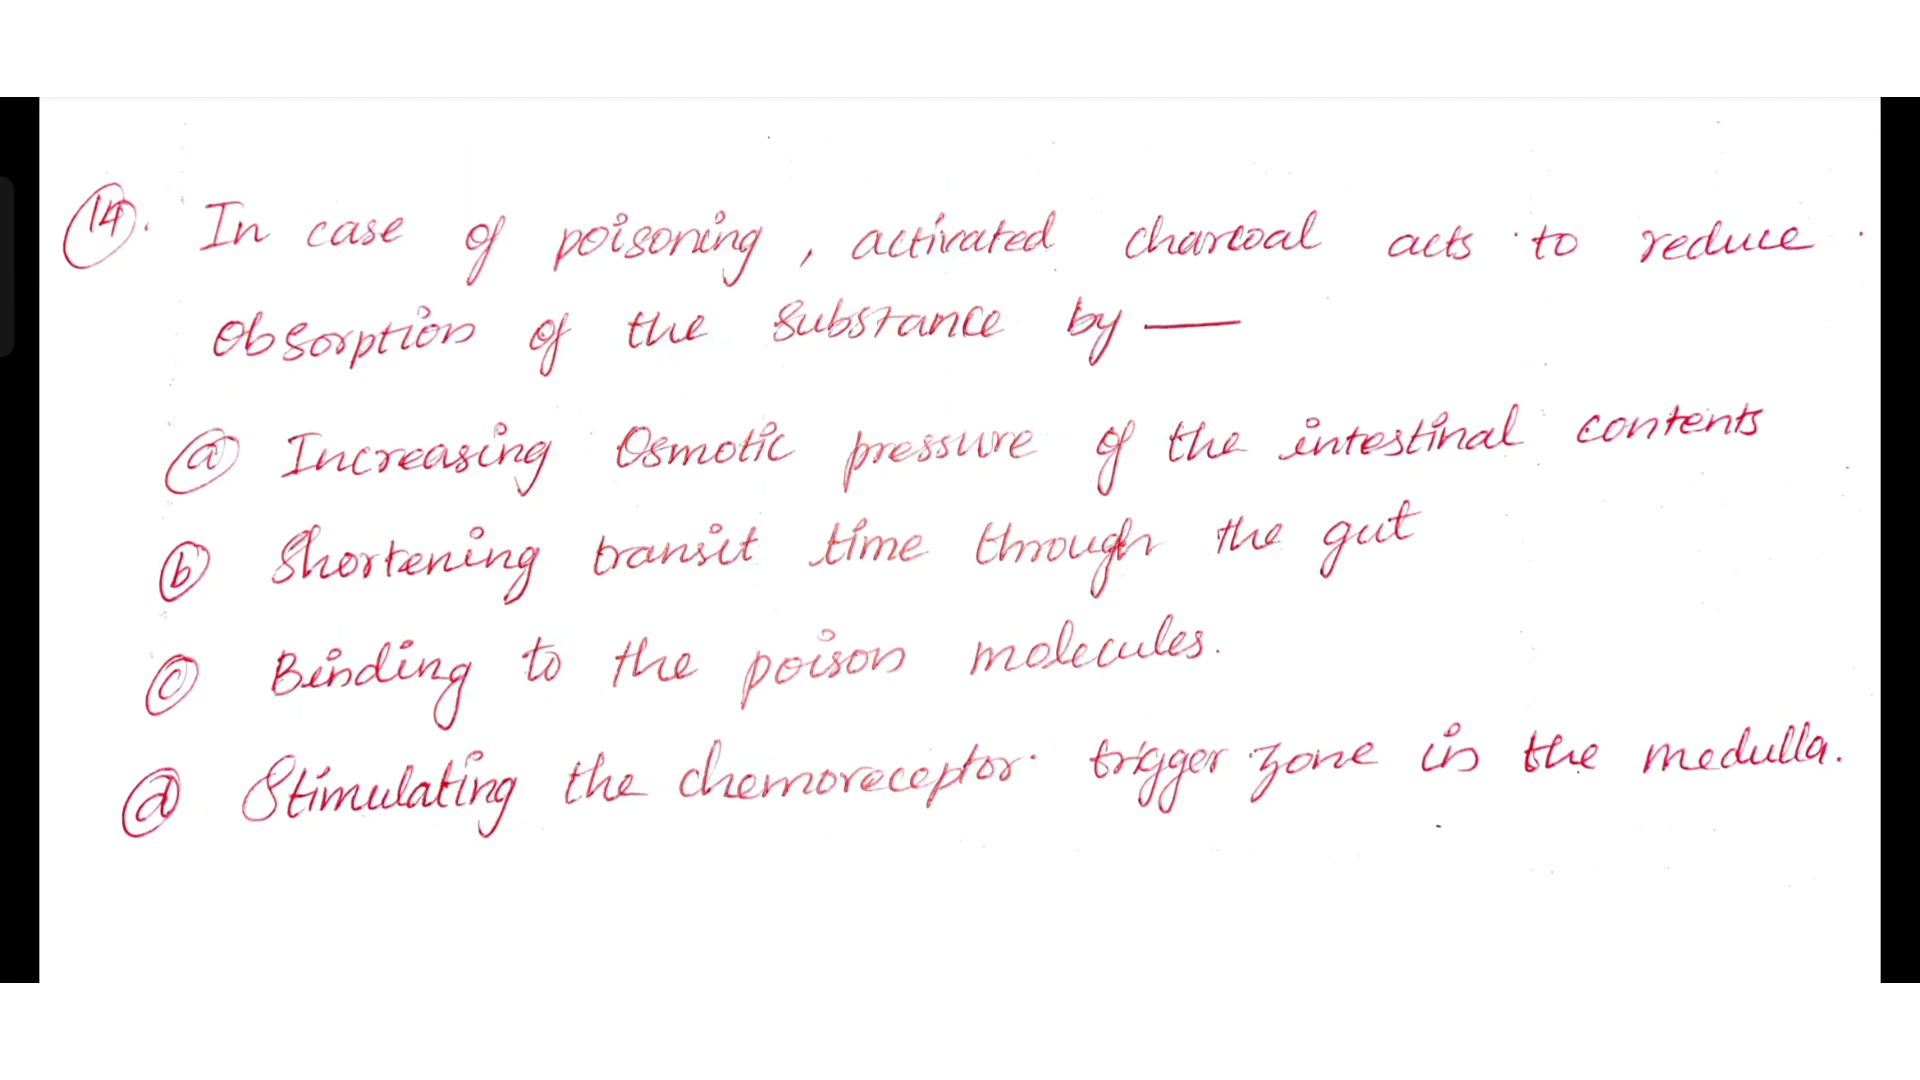 14. In case of poisoning, activated charcoal acts to reduce
Obsorption of the Substance by —
(a) Increasing Osmotic pressure of the intestinal contents
(b) Shortening transit time through the gut
(c) Binding to the poison molecules.
(d) Stimulating the chemoreceptor trigger zone in the medulla.